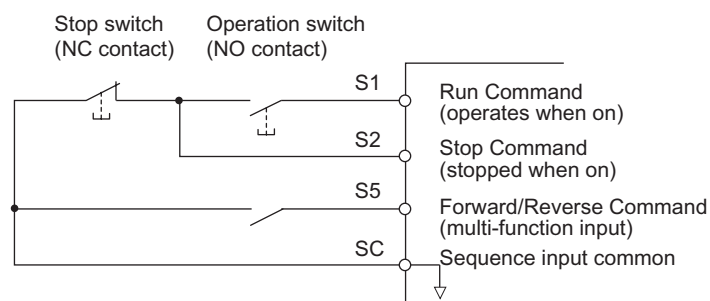 Stop switch
(NC contact)
Operation switch
(NO contact)
S1
Run Command
(operates when on)
S2
Stop Command
(stopped when on)
S5
Forward/Reverse Command
(multi-function input)
SC
Sequence input common